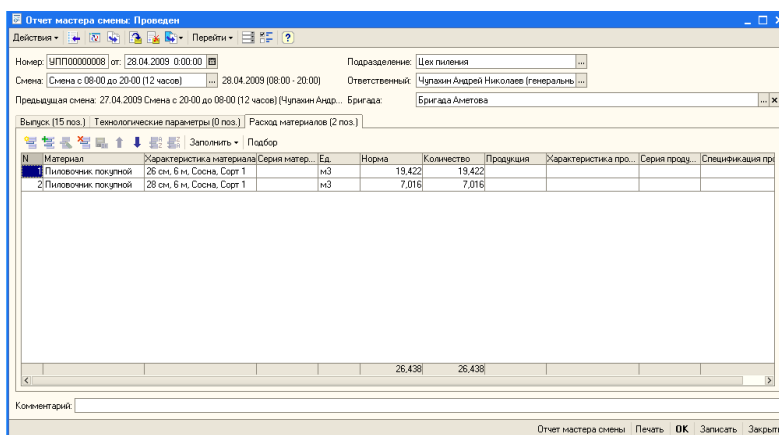 Отчет мастера смены: Проведен
Действия Перейти
Номер: УПП00000008 от: 28.04.2009 0:00:00 Подразделение: Цех пиления ...
Смена: Смена с 08-00 до 20-00 (12 часов) ... 28.04.2009 (08:00 - 20:00) Ответственный: Чупахин Андрей Николаев (генеральнь ...
Предыдущая смена: 27.04.2009 Смена с 20-00 до 08-00 (12 часов) (Чупахин Андр... Бригада: Бригада Аметова ... x
Выпуск (15 поз.) Технологические параметры (0 поз.) Расход материалов (2 поз.)
Заполнить Подбор
N Материал Характеристика материала Серия матер... Ед. Норма Количество Продукция Характеристика про... Серия проду... Спецификация пр
1 Пиловочник покупной 26 см, 6 м, Сосна, Сорт 1 м3 19,422 19,422
2 Пиловочник покупной 28 см, 6 м, Сосна, Сорт 1 м3 7,016 7,016
26,438 26,438
Комментарий:
Отчет мастера смены Печать OK Записать Закрыт